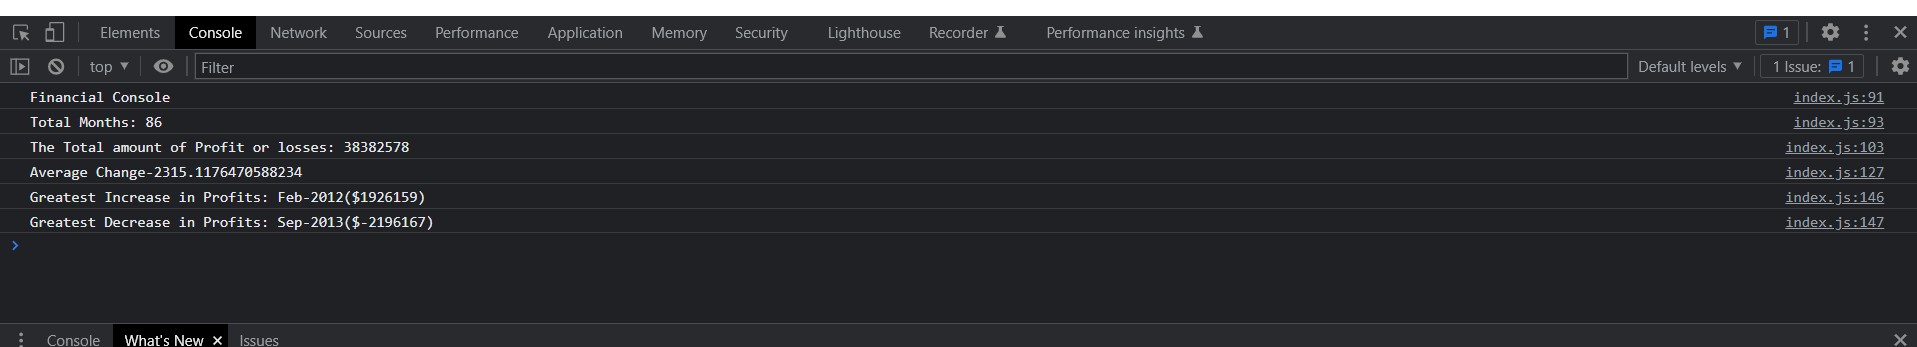 Elements Console Network Sources Performance Application Memory Security Lighthouse Recorder Performance insights 1
top Filter Default levels 1 Issue: 1
Financial Console index.js:91
Total Months: 86 index.js:93
The Total amount of Profit or losses: 38382578 index.js:103
Average Change-2315.1176470588234 index.js:127
Greatest Increase in Profits: Feb-2012($1926159) index.js:146
Greatest Decrease in Profits: Sep-2013($-2196167) index.js:147
Console What's New Issues